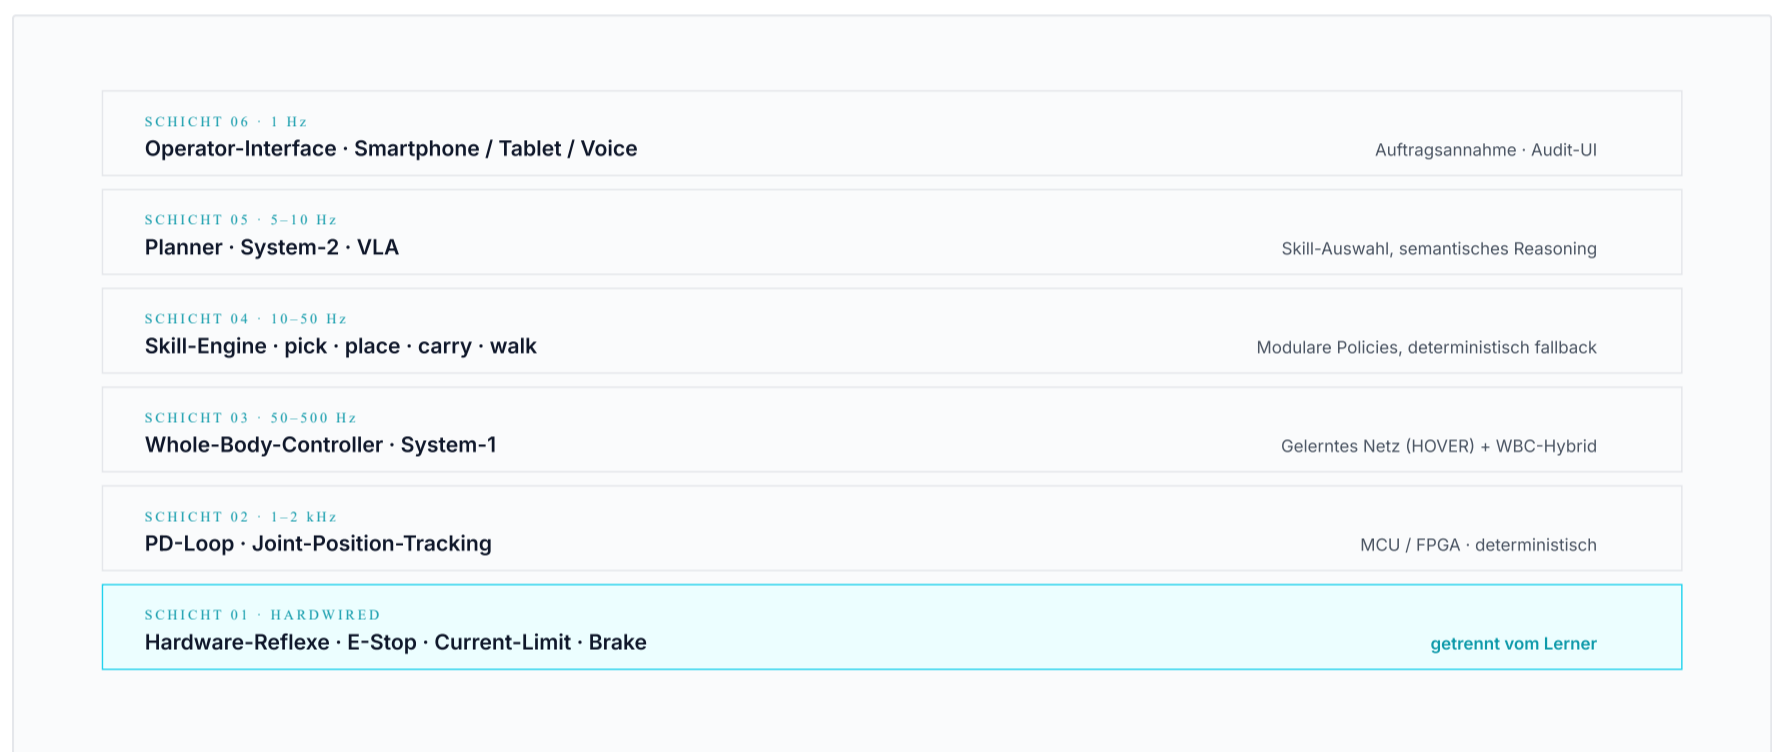 SCHICHT 06 · 1 Hz
Operator-Interface · Smartphone / Tablet / Voice
Auftragsannahme · Audit-UI
SCHICHT 05 · 5–10 Hz
Planner · System-2 · VLA
Skill-Auswahl, semantisches Reasoning
SCHICHT 04 · 10–50 Hz
Skill-Engine · pick · place · carry · walk
Modulare Policies, deterministisch fallback
SCHICHT 03 · 50–500 Hz
Whole-Body-Controller · System-1
Gelerntes Netz (HOVER) + WBC-Hybrid
SCHICHT 02 · 1–2 kHz
PD-Loop · Joint-Position-Tracking
MCU / FPGA · deterministisch
SCHICHT 01 · HARDWIRED
Hardware-Reflexe · E-Stop · Current-Limit · Brake
getrennt vom Lerner